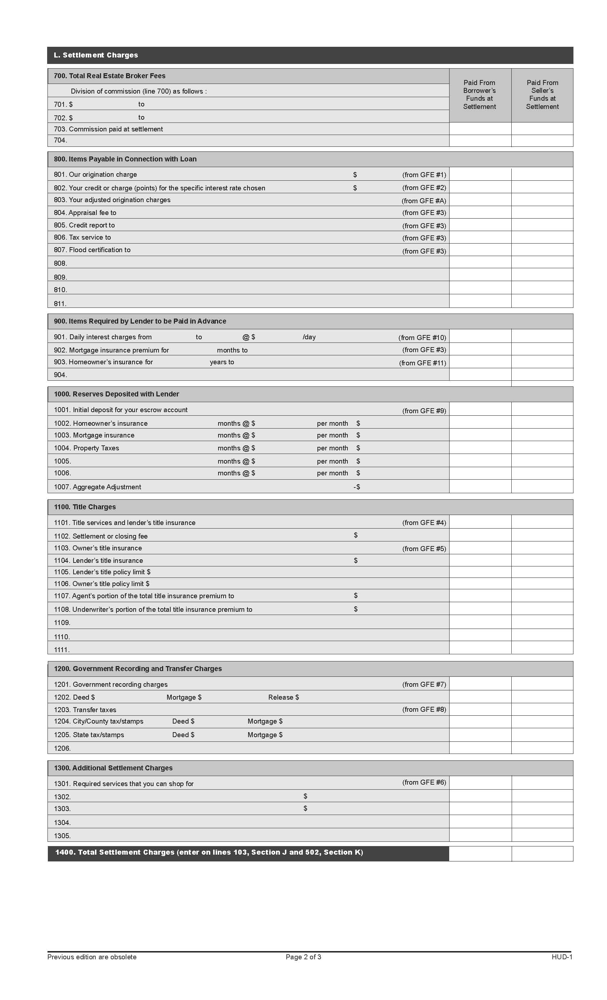 L. Settlement Charges
700. Total Real Estate Broker Fees
Paid From Borrower’s Funds at Settlement
Paid From Seller’s Funds at Settlement
Division of commission (line 700) as follows :
701. $ to
702. $ to
703. Commission paid at settlement
704.
800. Items Payable in Connection with Loan
801. Our origination charge $ (from GFE #1)
802. Your credit or charge (points) for the specific interest rate chosen $ (from GFE #2)
803. Your adjusted origination charges (from GFE #A)
804. Appraisal fee to (from GFE #3)
805. Credit report to (from GFE #3)
806. Tax service to (from GFE #3)
807. Flood certification to (from GFE #3)
808.
809.
810.
811.
900. Items Required by Lender to be Paid in Advance
901. Daily interest charges from to @ $ /day (from GFE #10)
902. Mortgage insurance premium for months to (from GFE #3)
903. Homeowner’s insurance for years to (from GFE #11)
904.
1000. Reserves Deposited with Lender
1001. Initial deposit for your escrow account (from GFE #9)
1002. Homeowner’s insurance months @ $ per month $
1003. Mortgage insurance months @ $ per month $
1004. Property Taxes months @ $ per month $
1005. months @ $ per month $
1006. months @ $ per month $
1007. Aggregate Adjustment -$
1100. Title Charges
1101. Title services and lender’s title insurance (from GFE #4)
1102. Settlement or closing fee $
1103. Owner’s title insurance (from GFE #5)
1104. Lender’s title insurance $
1105. Lender’s title policy limit $
1106. Owner’s title policy limit $
1107. Agent’s portion of the total title insurance premium to $
1108. Underwriter’s portion of the total title insurance premium to $
1109.
1110.
1111.
1200. Government Recording and Transfer Charges
1201. Government recording charges (from GFE #7)
1202. Deed $ Mortgage $ Release $
1203. Transfer taxes (from GFE #8)
1204. City/County tax/stamps Deed $ Mortgage $
1205. State tax/stamps Deed $ Mortgage $
1206.
1300. Additional Settlement Charges
1301. Required services that you can shop for (from GFE #6)
1302. $
1303. $
1304.
1305.
1400. Total Settlement Charges (enter on lines 103, Section J and 502, Section K)
Previous edition are obsolete Page 2 of 3 HUD-1